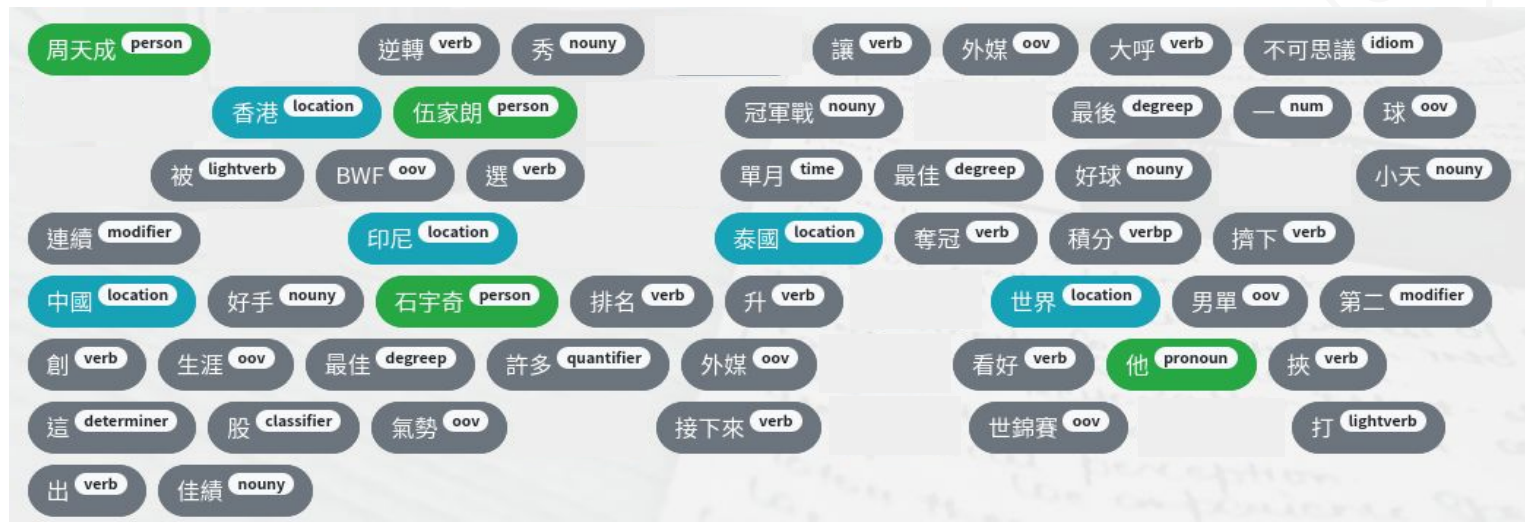 周天成 person 逆轉 verb 秀 nouny 讓 verb 外媒 oov 大呼 verb 不可思議 idiom
香港 location 伍家朗 person 冠軍戰 nouny 最後 degreep 一 num 球 oov
被 lightverb BWF oov 選 verb 單月 time 最佳 degreep 好球 nouny 小天 nouny
連續 modifier 印尼 location 泰國 location 奪冠 verb 積分 verbp 擠下 verb
中國 location 好手 nouny 石宇奇 person 排名 verb 升 verb 世界 location 男單 oov 第二 modifier
創 verb 生涯 oov 最佳 degreep 許多 quantifier 外媒 oov 看好 verb 他 pronoun 挾 verb
這 determiner 股 classifier 氣勢 oov 接下來 verb 世錦賽 oov 打 lightverb
出 verb 佳績 nouny